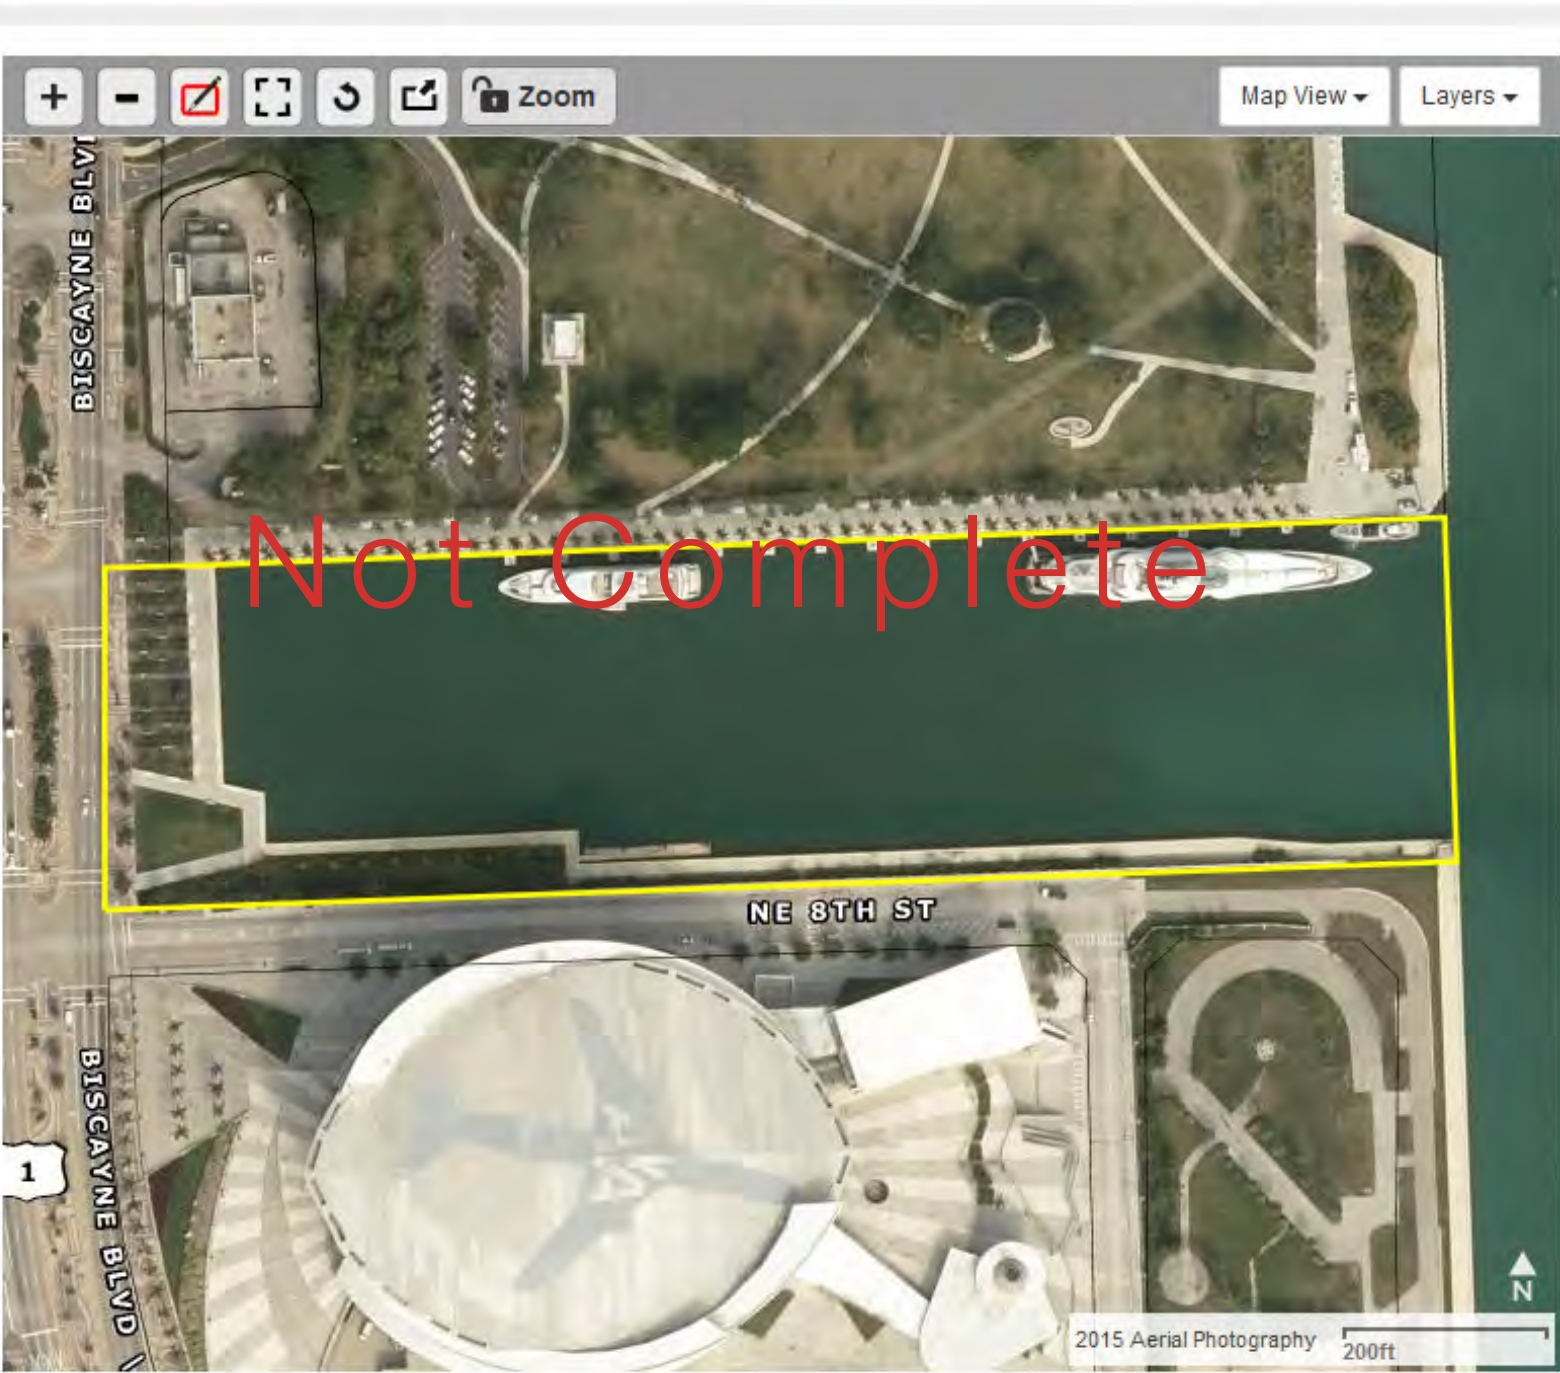 + - Zoom Map View Layers
BISCAYNE BLVD
Not Complete
NE 8TH ST
BISCAYNE BLVD
1
N
2015 Aerial Photography
200ft